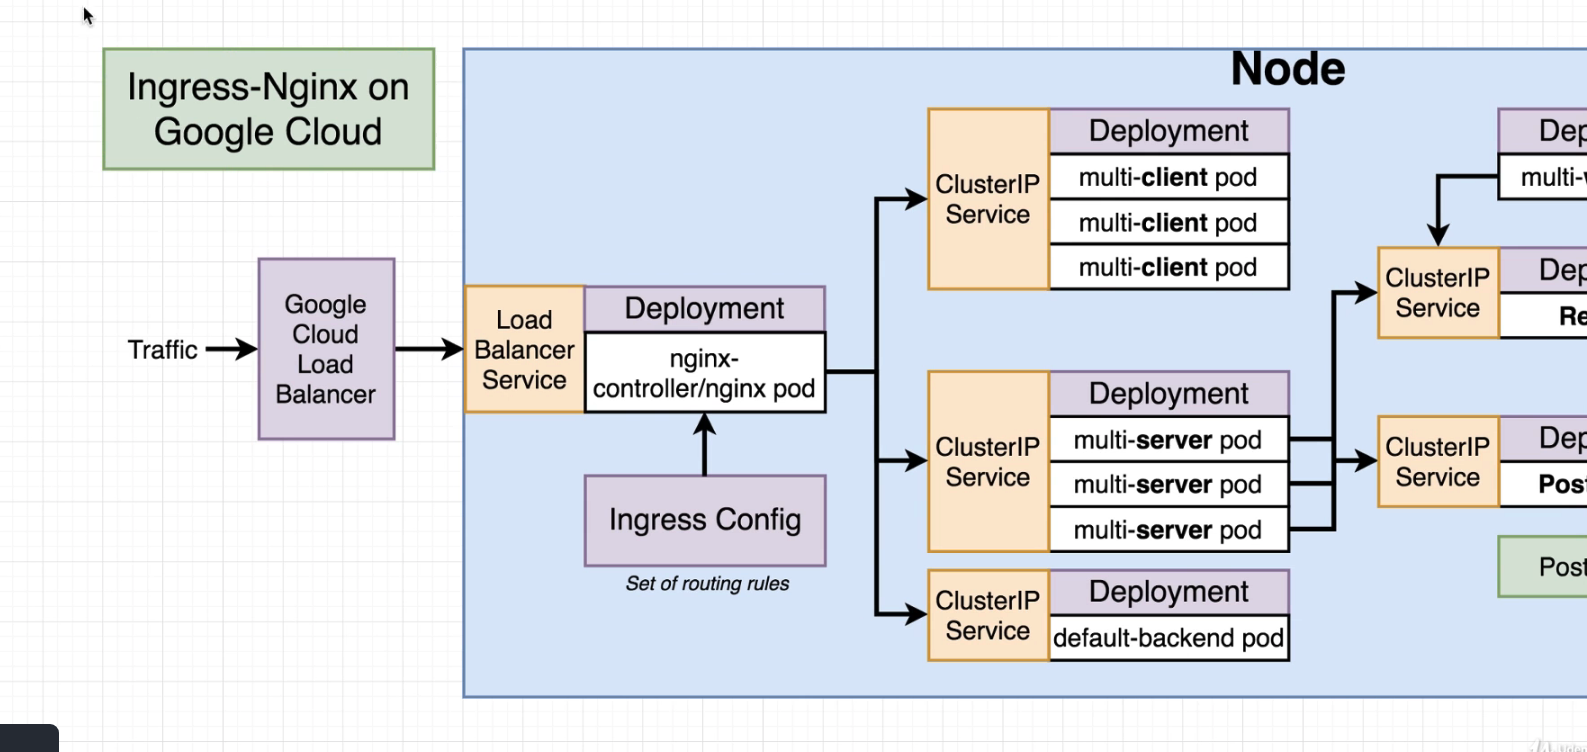 Ingress-Nginx on
Google Cloud
Node
Traffic
Google
Cloud
Load
Balancer
Load
Balancer
Service
Deployment
nginx-
controller/nginx pod
Ingress Config
Set of routing rules
ClusterIP
Service
Deployment
multi-client pod
multi-client pod
multi-client pod
ClusterIP
Service
Deployment
multi-server pod
multi-server pod
multi-server pod
ClusterIP
Service
Deployment
default-backend pod
Dep
multi-
ClusterIP
Service
Dep
Re
ClusterIP
Service
Dep
Post
Post